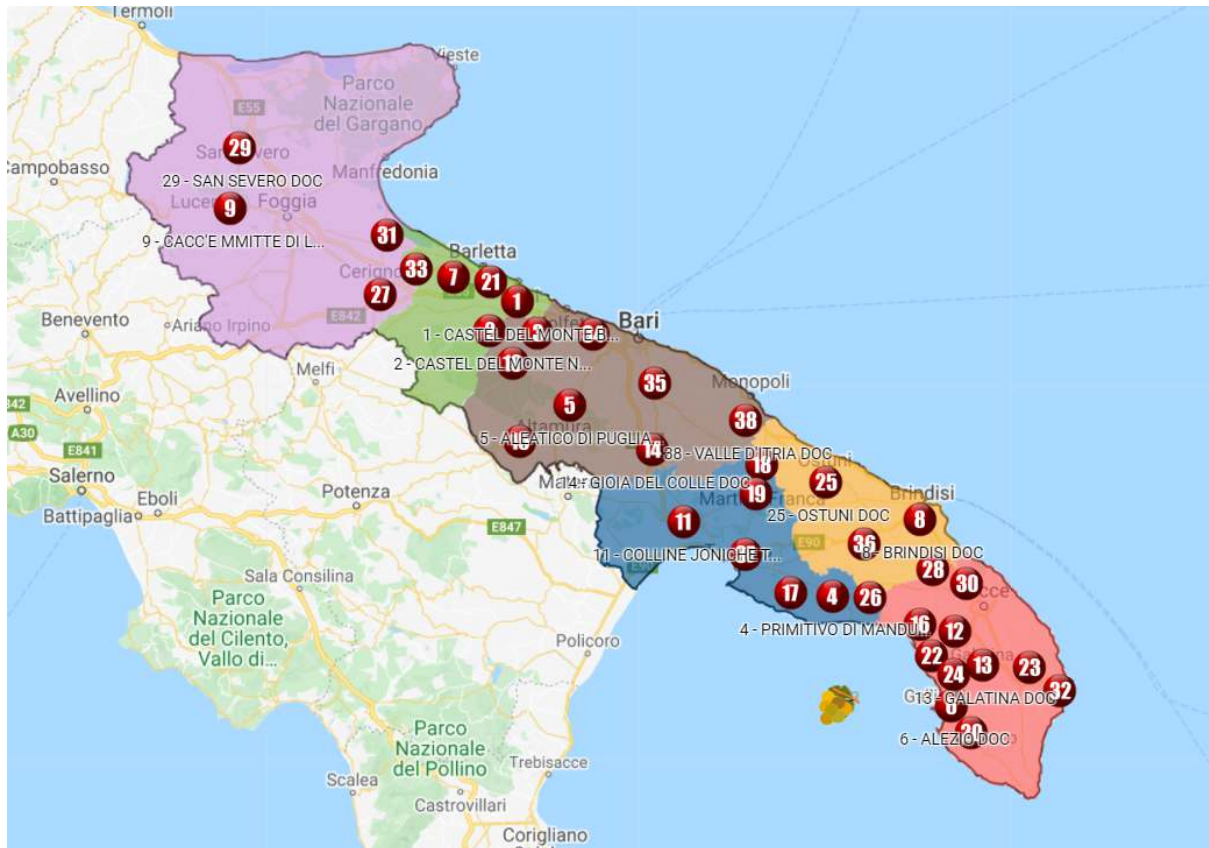 Termoli
Vieste
Parco
Nazionale
del Gargano
E55
29
Campobasso
29 - SAN SEVERO DOC
Manfredonia
9
Foggia
9 - CACC'E MMITTE DI L...
31
Barletta
33
7
21
27
1
E842
Benevento
Ariano Irpino
Bari
1 - CASTEL DEL MONTE B...
2 - CASTEL DEL MONTE N...
Melfi
35
Monopoli
Avellino
5
38
A30
E841
Altamura
5 - ALEATICO DI PUGLIA
14
38 - VALLE D'ITRIA DOC
18
Salerno
Eboli
Potenza
14 - GIOIA DEL COLLE DOC
25
Ostuni
19
Brindisi
Battipaglia
E847
11
25 - OSTUNI DOC
8
36
E90
8 - BRINDISI DOC
11 - COLLINE JONICHE T...
28
30
Sala Consilina
17
4
26
Parco
Nazionale
del Cilento,
Vallo di...
4 - PRIMITIVO DI MANDU...
16
12
Policoro
22
13
23
24
32
13 - GALATINA DOC
6
20
6 - ALEZIO DOC
Parco
Nazionale
del Pollino
Trebisacce
Scalea
Castrovillari
Corigliano